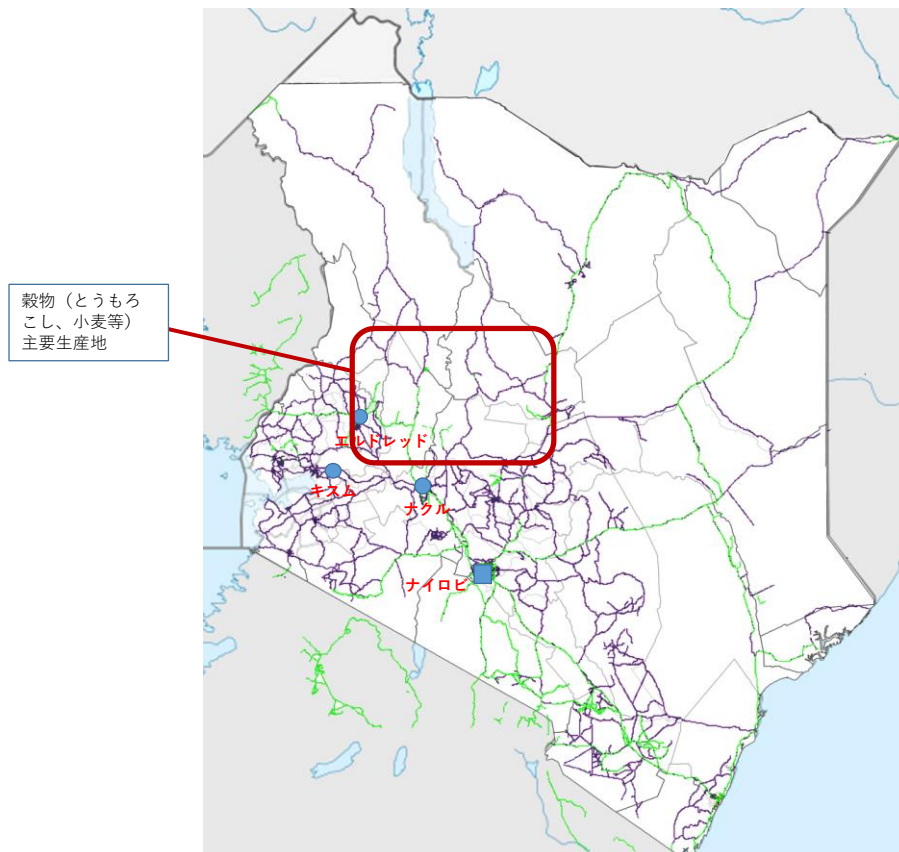 穀物（とうもろ
こし、小麦等）
主要生産地
エルドレッド
キスム
ナクル
ナイロビ